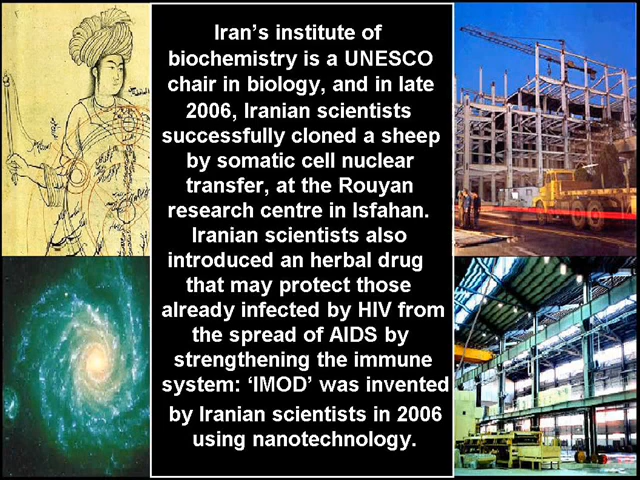 Iran's institute of
biochemistry is a UNESCO
chair in biology, and in late
2006, Iranian scientists
successfully cloned a sheep
by somatic cell nuclear
transfer, at the Rouyan
research centre in Isfahan.
Iranian scientists also
introduced an herbal drug
that may protect those
already infected by HIV from
the spread of AIDS by
strengthening the immune
system: ‘IMOD’ was invented
by Iranian scientists in 2006
using nanotechnology.